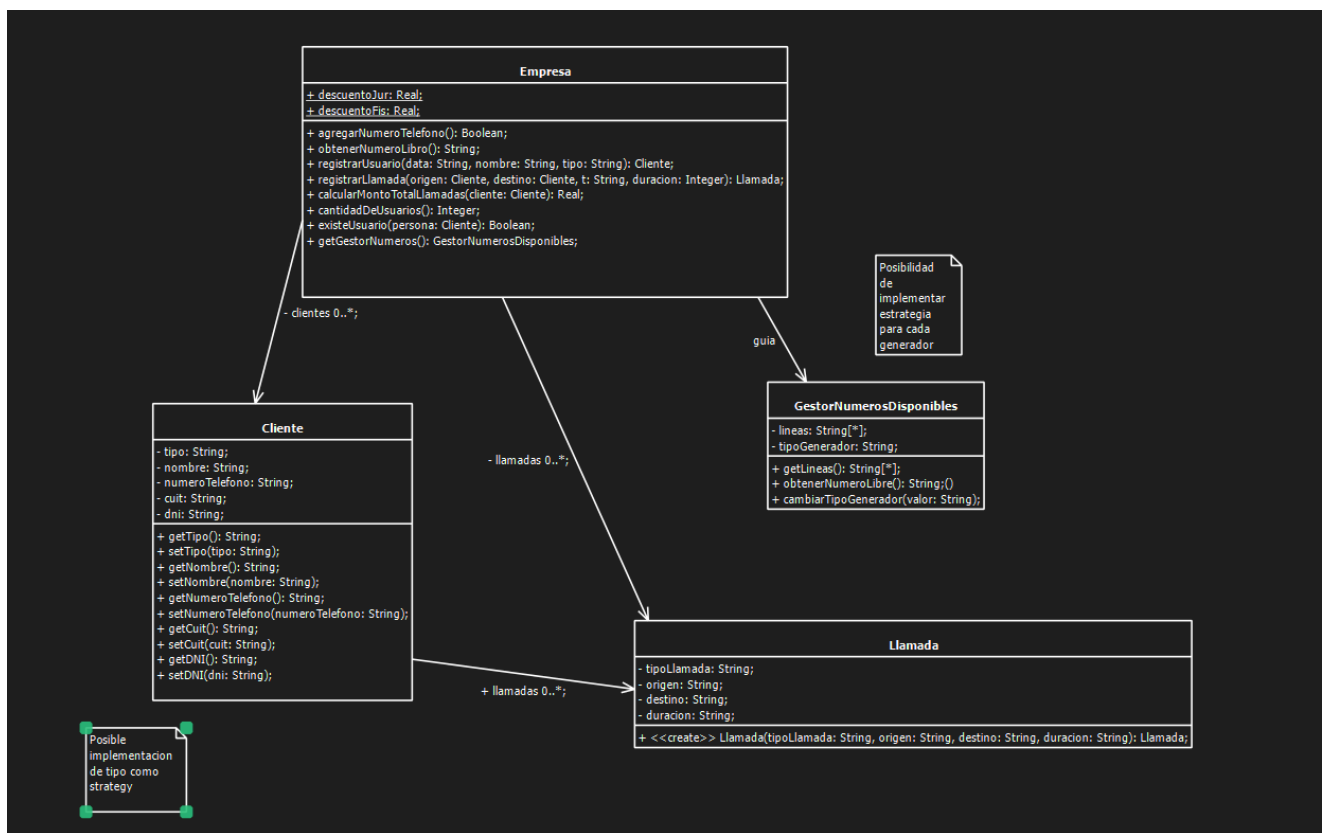 Empresa
+ descuentoJur: Real;
+ descuentoFis: Real;
+ agregarNumeroTelefono(): Boolean;
+ obtenerNumeroLibro(): String;
+ registrarUsuario(data: String, nombre: String, tipo: String): Cliente;
+ registrarLlamada(origen: Cliente, destino: Cliente, t: String, duracion: Integer): Llamada;
+ calcularMontoTotalLlamadas(cliente: Cliente): Real;
+ cantidadDeUsuarios(): Integer;
+ existeUsuario(persona: Cliente): Boolean;
+ getGestorNumeros(): GestorNumerosDisponibles;
Posibilidad
de
implementar
estrategia
para cada
generador
- clientes 0..*;
guia
GestorNumerosDisponibles
- lineas: String[*];
- tipoGenerador: String;
+ getLineas(): String[*];
+ obtenerNumeroLibre(): String;()
+ cambiarTipoGenerador(valor: String);
Cliente
- tipo: String;
- nombre: String;
- numeroTelefono: String;
- cuit: String;
- dni: String;
+ getTipo(): String;
+ setTipo(tipo: String);
+ getNombre(): String;
+ setNombre(nombre: String);
+ getNumeroTelefono(): String;
+ setNumeroTelefono(numeroTelefono: String);
+ getCuit(): String;
+ setCuit(cuit: String);
+ getDNI(): String;
+ setDNI(dni: String);
- llamadas 0..*;
+ llamadas 0..*;
Llamada
- tipoLlamada: String;
- origen: String;
- destino: String;
- duracion: String;
+ <<create>> Llamada(tipoLlamada: String, origen: String, destino: String, duracion: String): Llamada;
Posible
implementacion
de tipo como
strategy